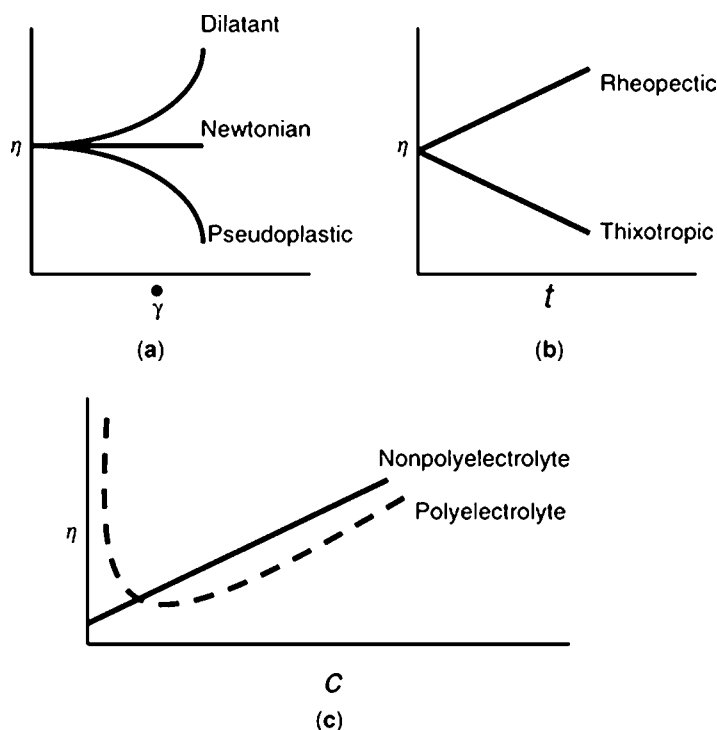 Dilatant
η
Newtonian
Pseudoplastic
γ̇
(a)
Rheopectic
η
Thixotropic
t
(b)
Nonpolyelectrolyte
Polyelectrolyte
η
C
(c)